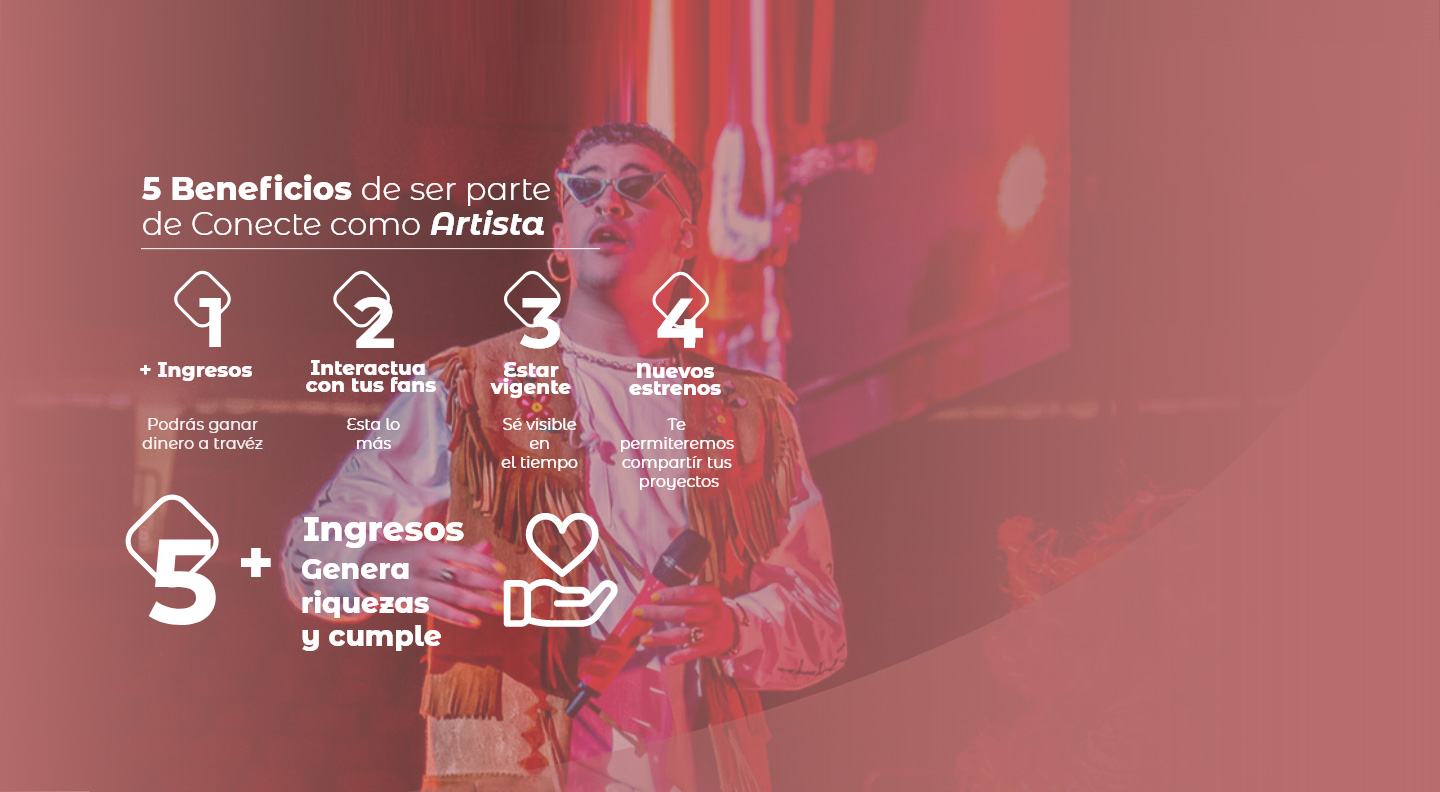 5 Beneficios de ser parte
de Conecte como Artista
1
+ Ingresos
Podrás ganar
dinero a travéz
2
Interactua
con tus fans
Esta lo
más
3
Estar
vigente
Sé visible
en
el tiempo
4
Nuevos
estrenos
Te
permiteremos
compartír tus
proyectos
5 +
Ingresos
Genera
riquezas
y cumple